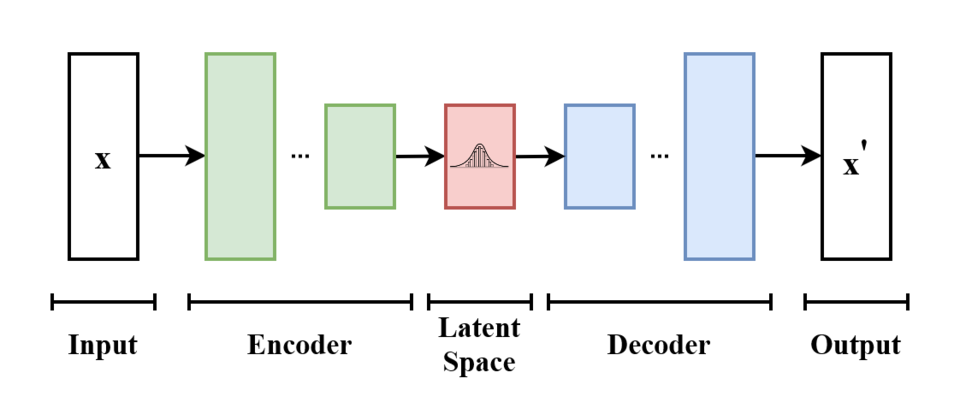 x
...
...
x'
Input
Encoder
Latent
Space
Decoder
Output